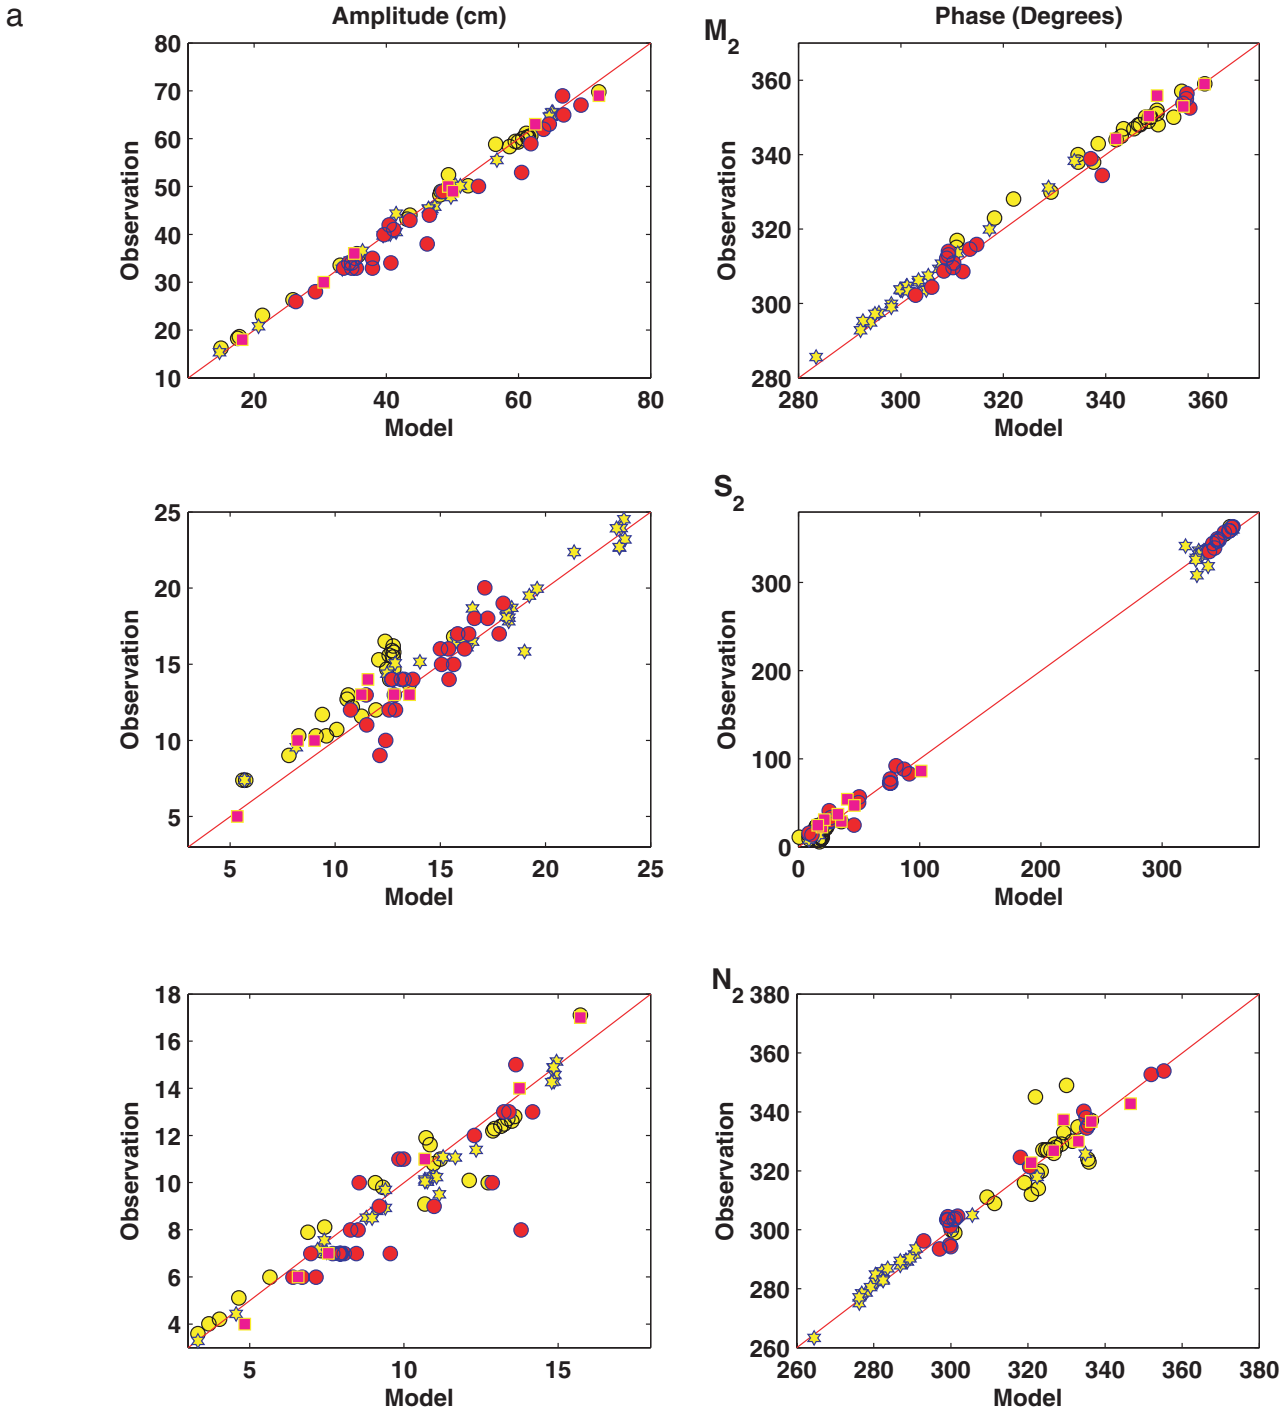 a
Amplitude (cm)
Phase (Degrees)
M2
80
70
60
50
40
30
20
10
Observation
20 40 60 80
Model
360
340
320
300
280
Observation
280 300 320 340 360
Model
S2
25
20
15
10
5
Observation
5 10 15 20 25
Model
300
200
100
0
Observation
0 100 200 300
Model
N2
18
16
14
12
10
8
6
4
Observation
5 10 15
Model
380
360
340
320
300
280
260
Observation
260 280 300 320 340 360 380
Model